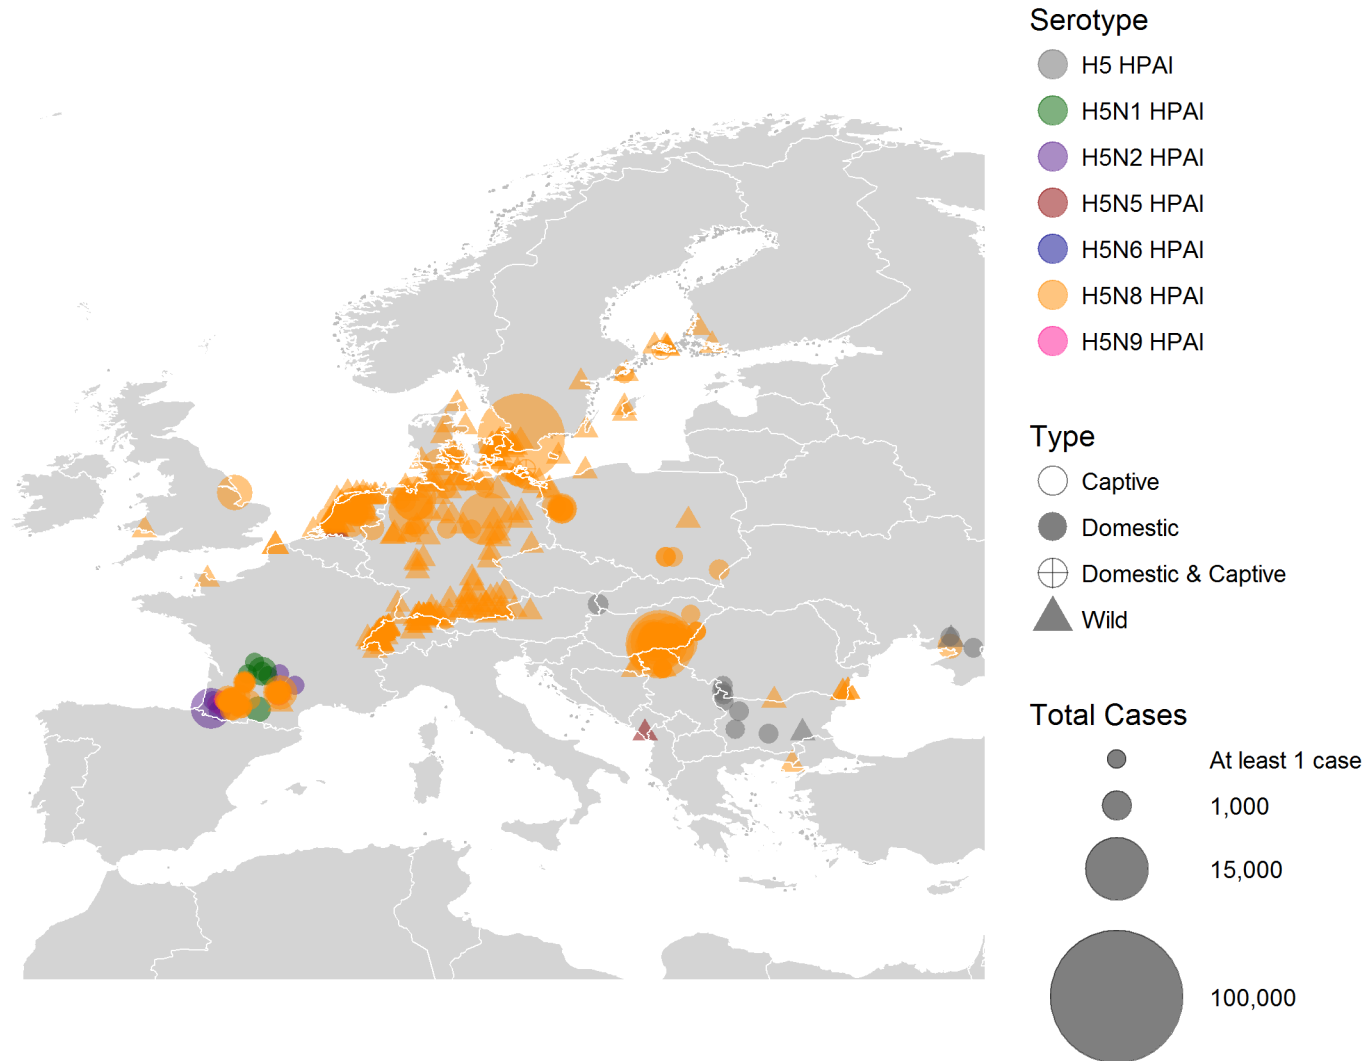 Serotype
H5 HPAI
H5N1 HPAI
H5N2 HPAI
H5N5 HPAI
H5N6 HPAI
H5N8 HPAI
H5N9 HPAI
Type
Captive
Domestic
Domestic & Captive
Wild
Total Cases
At least 1 case
1,000
15,000
100,000